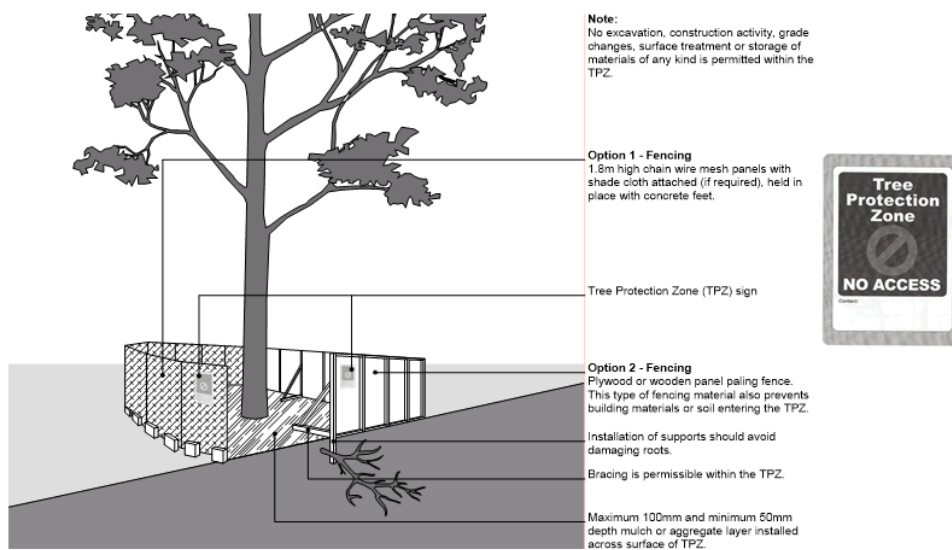 Note:
No excavation, construction activity, grade
changes, surface treatment or storage of
materials of any kind is permitted within the
TPZ.
Option 1 - Fencing
1.8m high chain wire mesh panels with
shade cloth attached (if required), held in
place with concrete feet.
Tree
Protection
Zone
NO ACCESS
Contact:
Tree Protection Zone (TPZ) sign
Option 2 - Fencing
Plywood or wooden panel paling fence.
This type of fencing material also prevents
building materials or soil entering the TPZ.
Installation of supports should avoid
damaging roots.
Bracing is permissible within the TPZ.
Maximum 100mm and minimum 50mm
depth mulch or aggregate layer installed
across surface of TPZ.